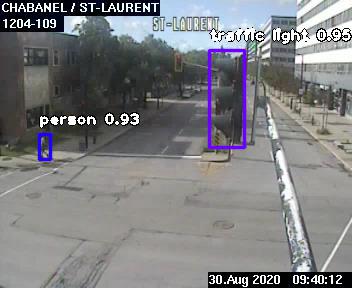 CHABANEL / ST-LAURENT
1204-109
ST-LAURENT
traffic light 0.95
person 0.93
30.Aug 2020 09:40:12